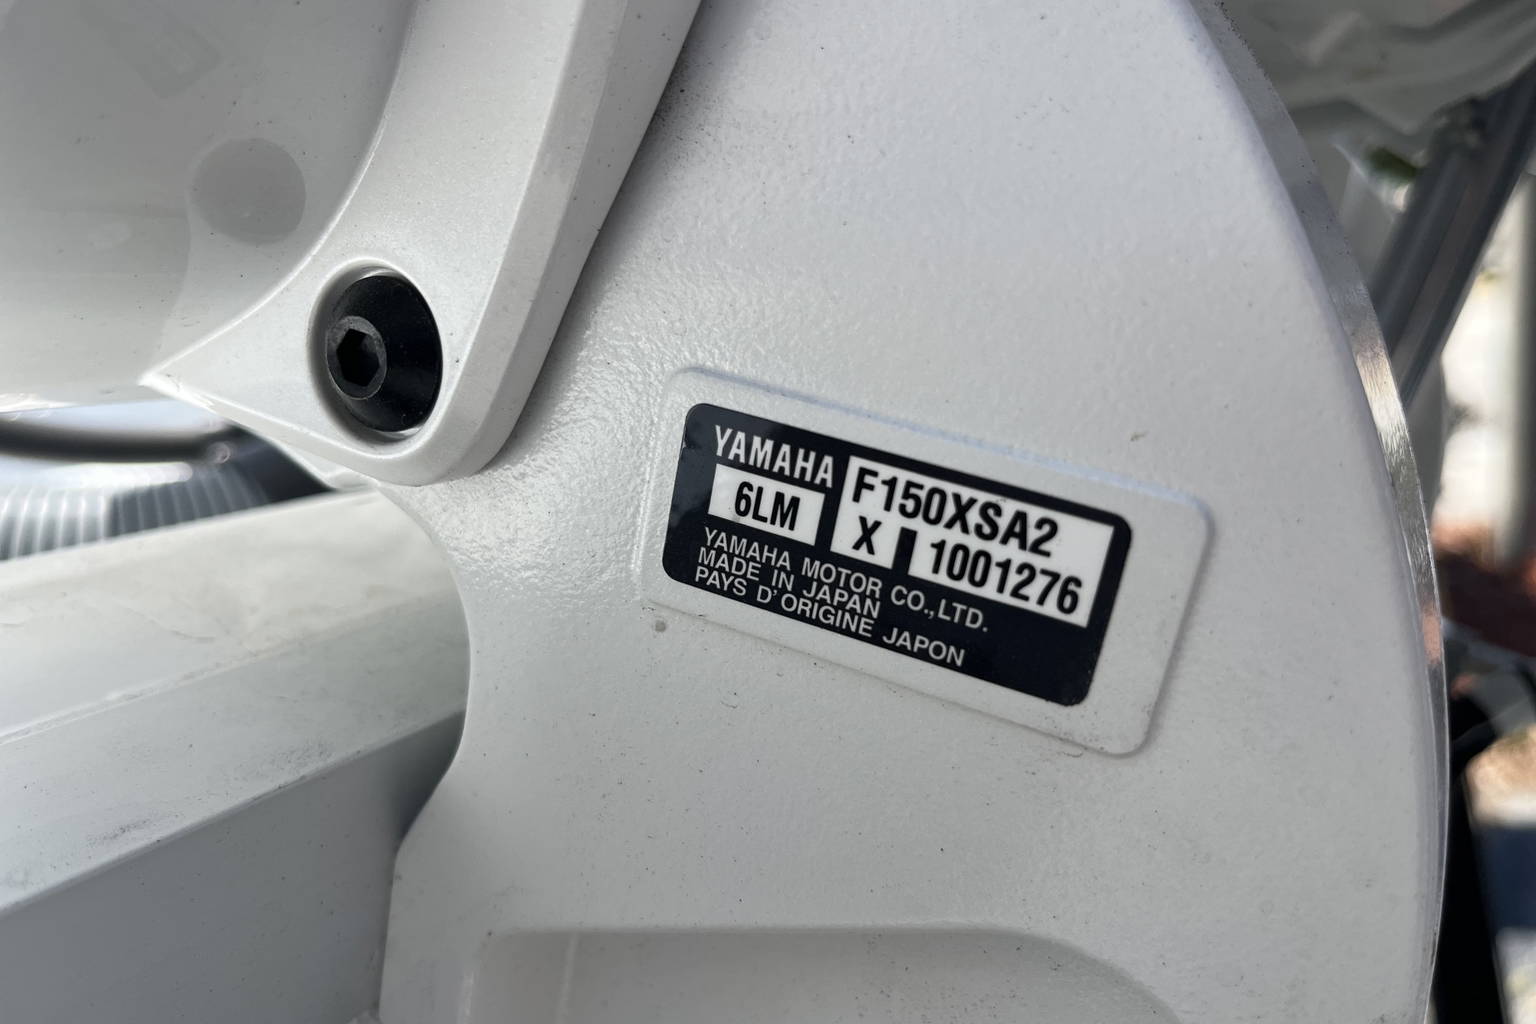 YAMAHA
F150XSA2
6LM
X 1001276
YAMAHA MOTOR CO.,LTD.
MADE IN JAPAN
PAYS D'ORIGINE JAPON